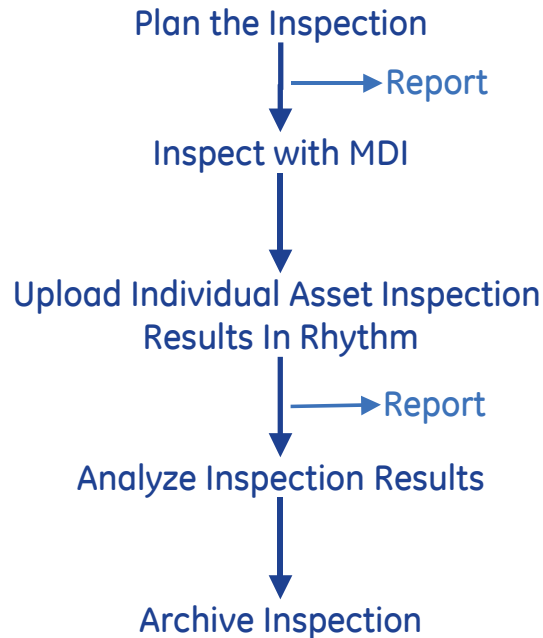 Plan the Inspection
Report
Inspect with MDI
Upload Individual Asset Inspection
Results In Rhythm
Report
Analyze Inspection Results
Archive Inspection